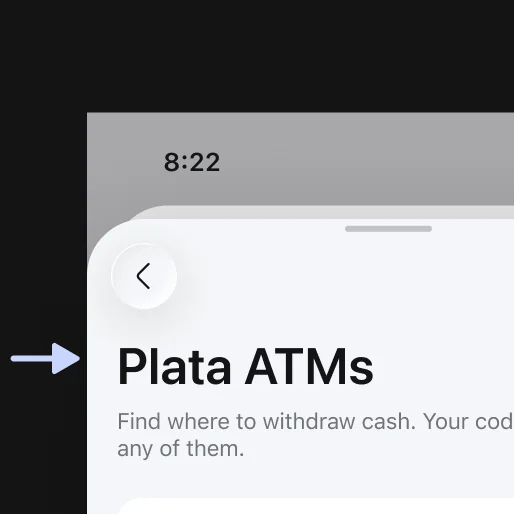 8:22
Plata ATMs
Find where to withdraw cash. Your cod
any of them.